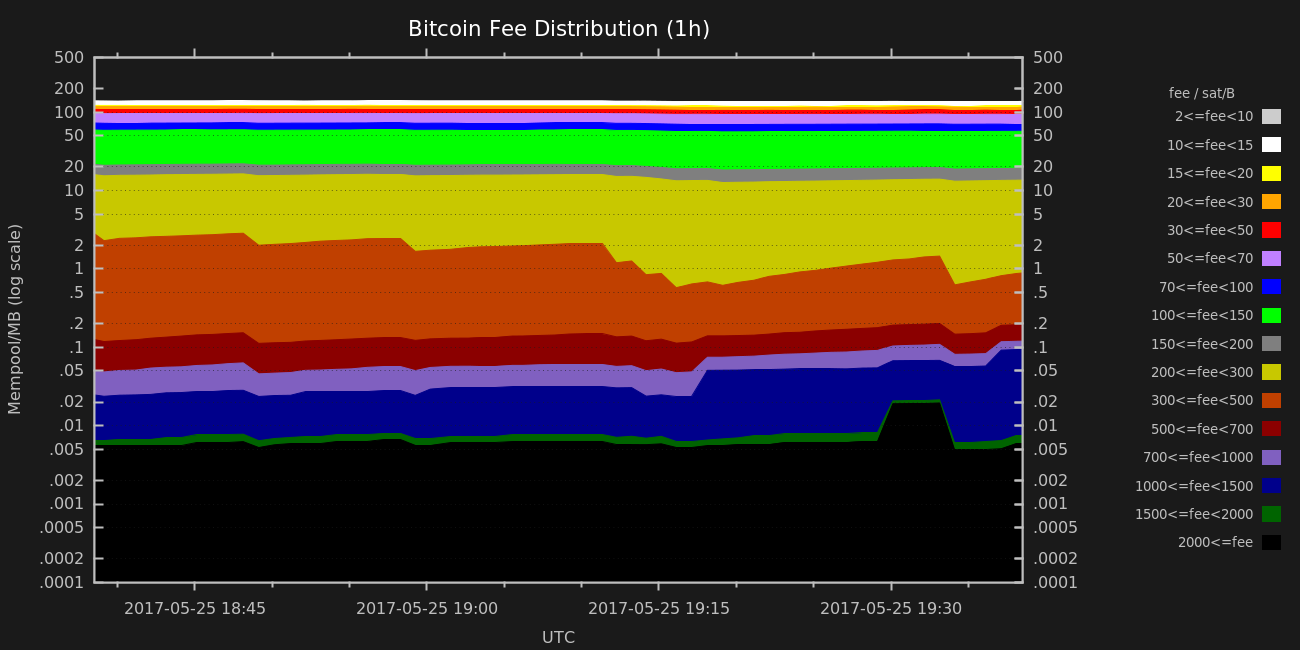 Bitcoin Fee Distribution (1h)
Mempool/MB (log scale)
500
200
100
50
20
10
5
2
1
.5
.2
.1
.05
.02
.01
.005
.002
.001
.0005
.0002
.0001
500
200
100
50
20
10
5
2
1
.5
.2
.1
.05
.02
.01
.005
.002
.001
.0005
.0002
.0001
2017-05-25 18:45
2017-05-25 19:00
2017-05-25 19:15
2017-05-25 19:30
UTC
fee / sat/B
2<=fee<10
10<=fee<15
15<=fee<20
20<=fee<30
30<=fee<50
50<=fee<70
70<=fee<100
100<=fee<150
150<=fee<200
200<=fee<300
300<=fee<500
500<=fee<700
700<=fee<1000
1000<=fee<1500
1500<=fee<2000
2000<=fee